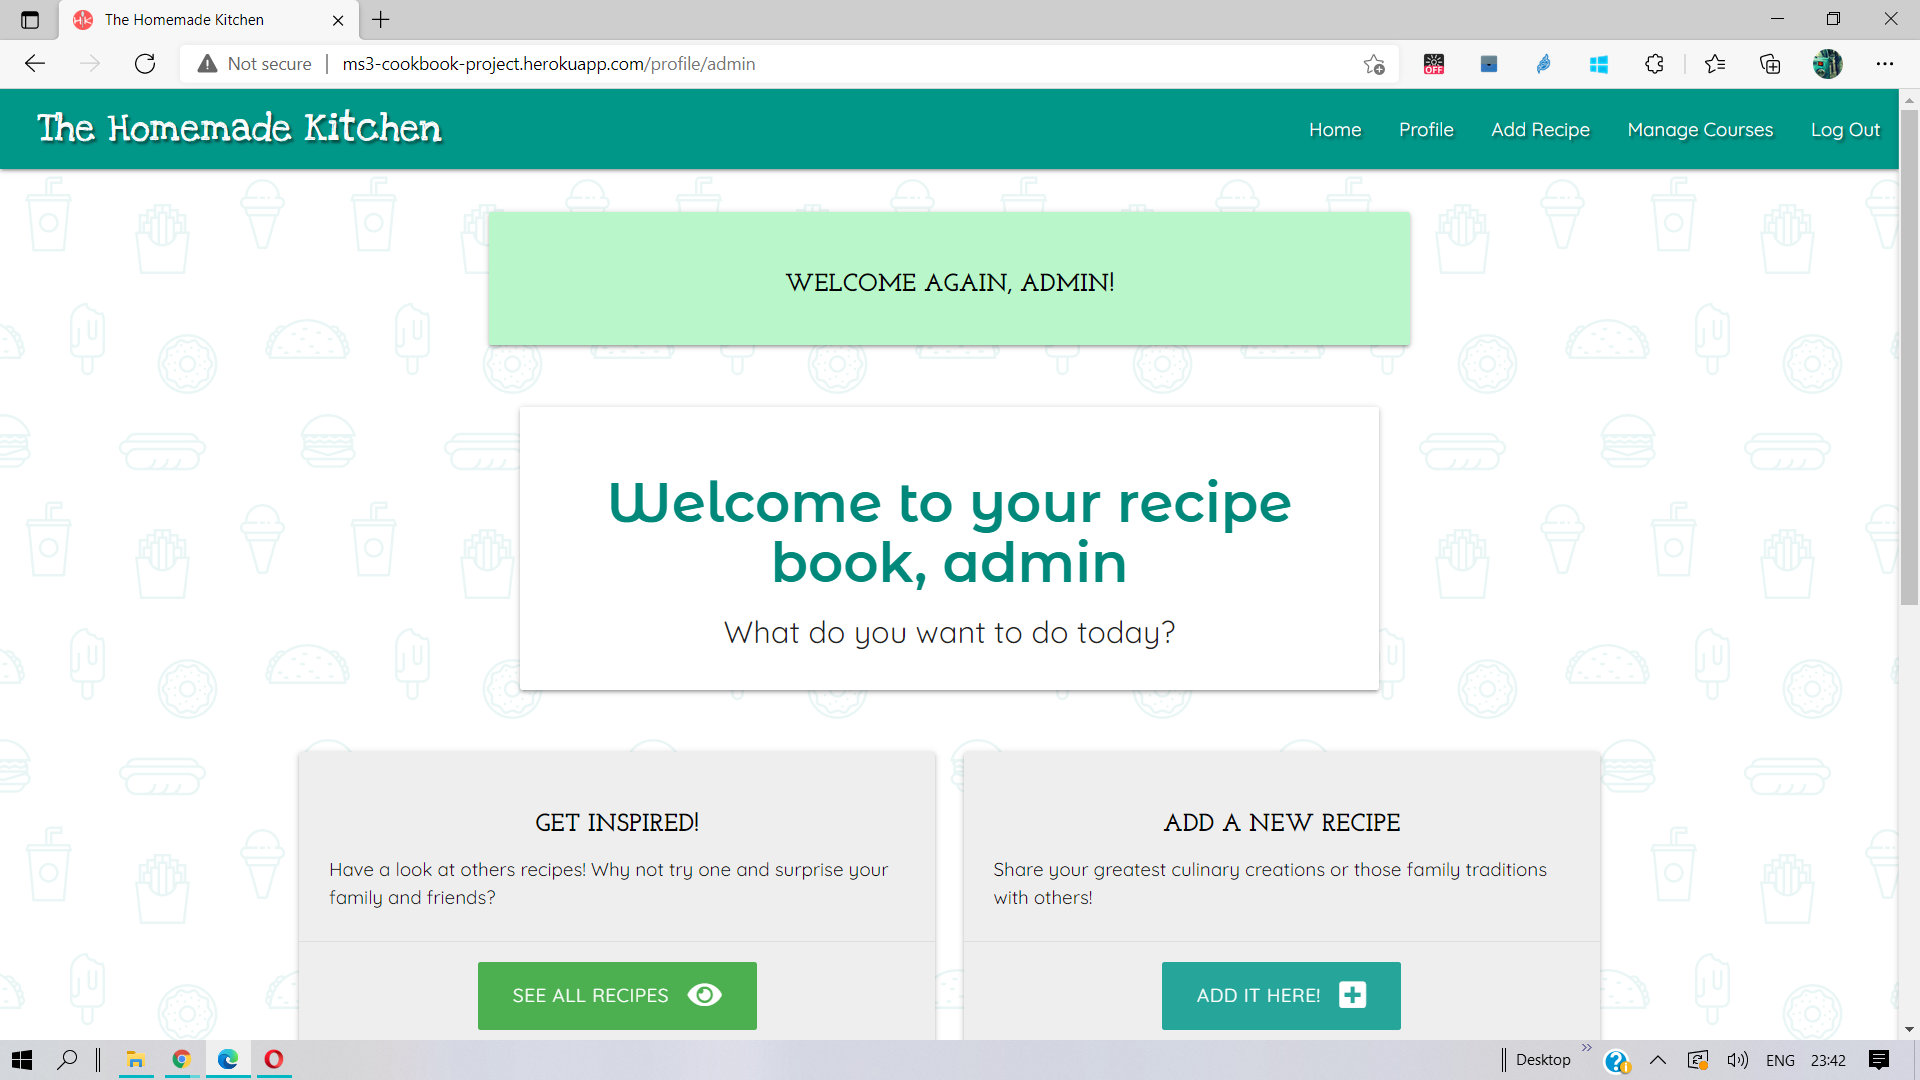 The Homemade Kitchen
Not secure
ms3-cookbook-project.herokuapp.com/profile/admin
OFF
The Homemade Kitchen
Home
Profile
Add Recipe
Manage Courses
Log Out
WELCOME AGAIN, ADMIN!
Welcome to your recipe
book, admin
What do you want to do today?
GET INSPIRED!
Have a look at others recipes! Why not try one and surprise your
family and friends?
SEE ALL RECIPES
ADD A NEW RECIPE
Share your greatest culinary creations or those family traditions
with others!
ADD IT HERE!
Desktop
ENG
23:42